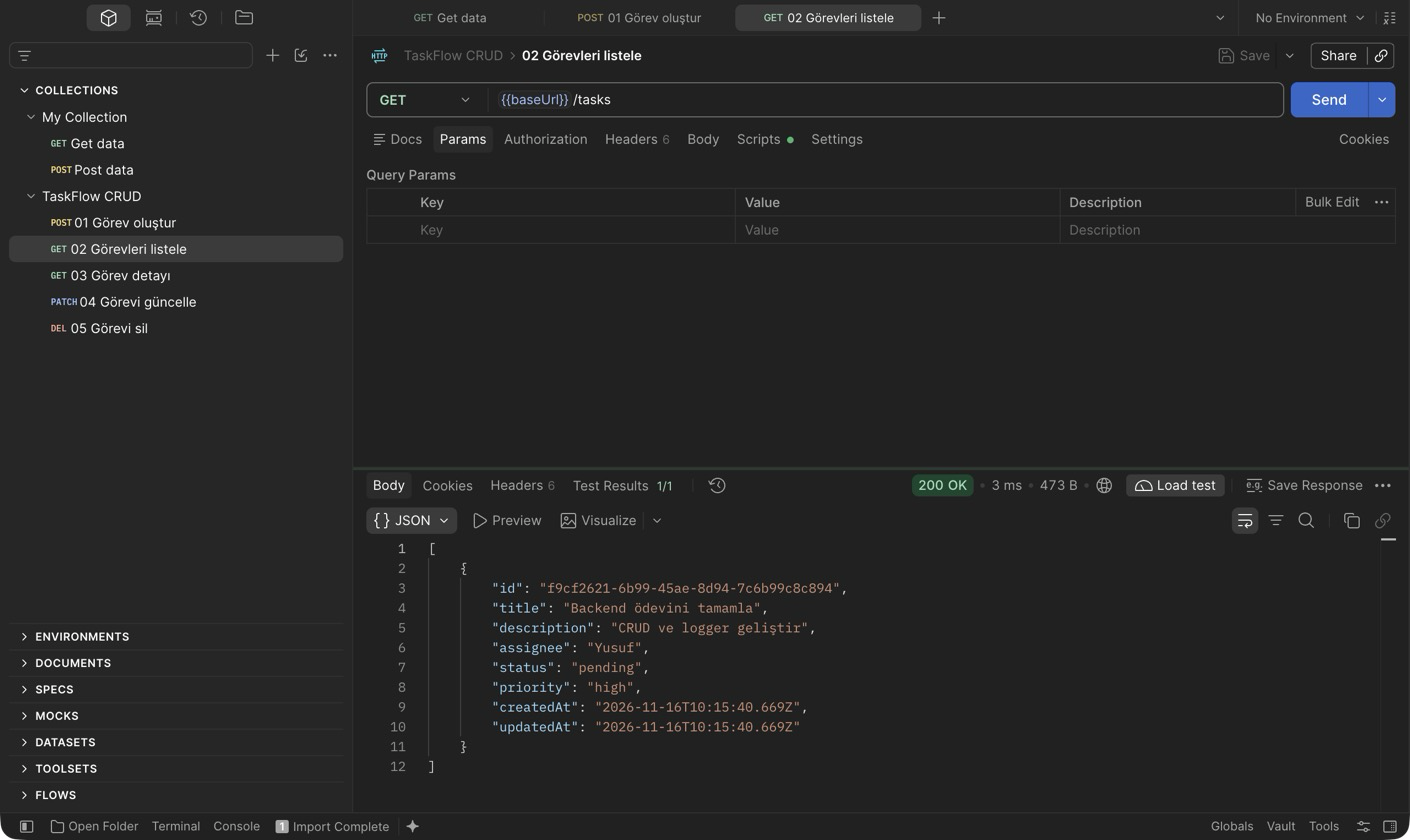 GET Get data
POST 01 Görev oluştur
GET 02 Görevleri listele
No Environment
HTTP TaskFlow CRUD > 02 Görevleri listele
Save
Share
GET
{{baseUrl}} /tasks
Send
Docs Params Authorization Headers 6 Body Scripts Settings
Cookies
Query Params
Key Value Description Bulk Edit
Key Value Description
COLLECTIONS
My Collection
GET Get data
POST Post data
TaskFlow CRUD
POST 01 Görev oluştur
GET 02 Görevleri listele
GET 03 Görev detayı
PATCH 04 Görevi güncelle
DEL 05 Görevi sil
ENVIRONMENTS
DOCUMENTS
SPECS
MOCKS
DATASETS
TOOLSETS
FLOWS
Body Cookies Headers 6 Test Results 1/1
200 OK • 3 ms • 473 B •
Load test
e.g. Save Response
{} JSON
Preview
Visualize
1 [
2 {
3 "id": "f9cf2621-6b99-45ae-8d94-7c6b99c8c894",
4 "title": "Backend ödevini tamamla",
5 "description": "CRUD ve logger geliştir",
6 "assignee": "Yusuf",
7 "status": "pending",
8 "priority": "high",
9 "createdAt": "2026-11-16T10:15:40.669Z",
10 "updatedAt": "2026-11-16T10:15:40.669Z"
11 }
12 ]
Open Folder Terminal Console 1 Import Complete
Globals Vault Tools